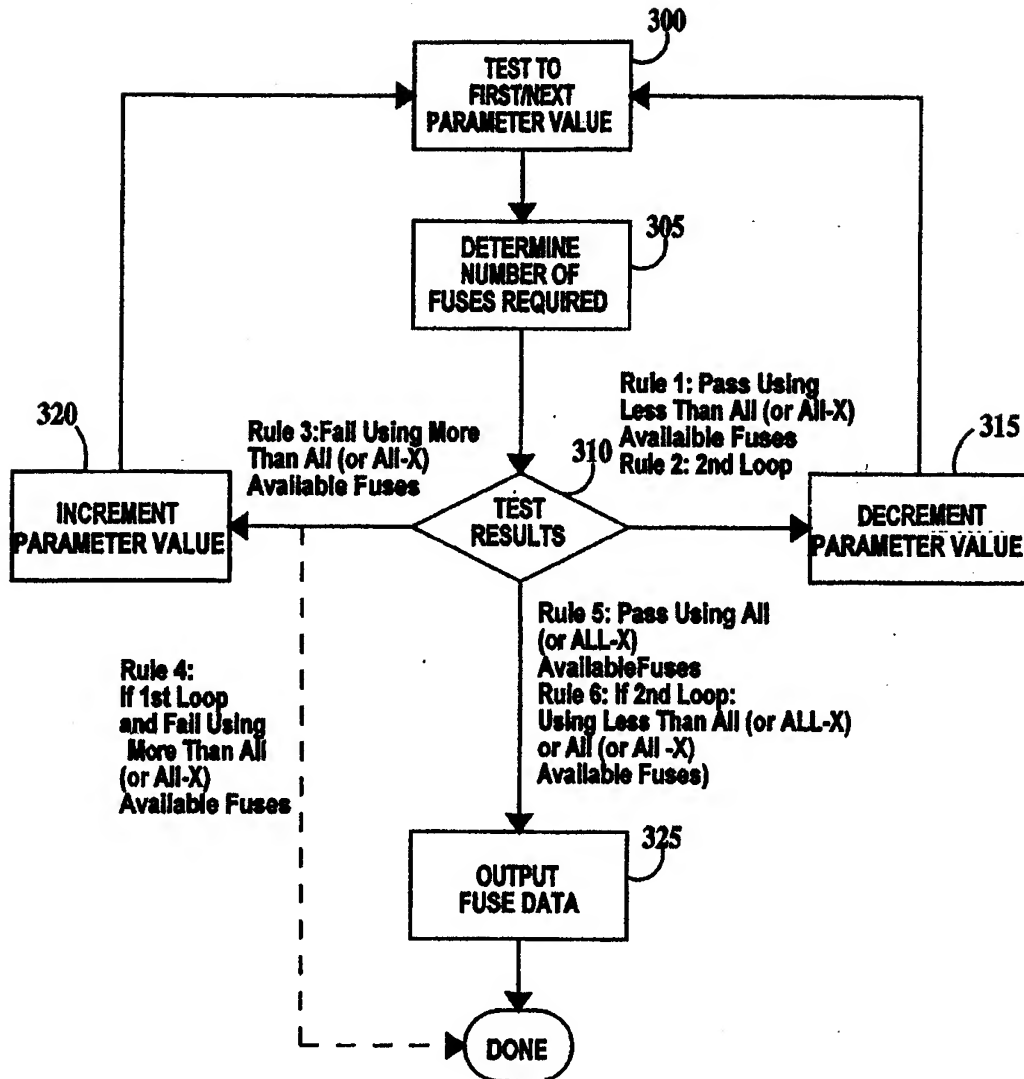 300
TEST TO
FIRST/NEXT
PARAMETER VALUE
305
DETERMINE
NUMBER OF
FUSES REQUIRED
Rule 1: Pass Using
Less Than All (or All-X)
Availaible Fuses
Rule 2: 2nd Loop
315
320
Rule 3:Fail Using More
Than All (or All-X)
Available Fuses
310
INCREMENT
PARAMETER VALUE
TEST
RESULTS
DECREMENT
PARAMETER VALUE
Rule 5: Pass Using All
(or ALL-X)
AvailableFuses
Rule 6: If 2nd Loop:
Using Less Than All (or ALL-X)
or All (or All -X)
Available Fuses)
Rule 4:
If 1st Loop
and Fail Using
More Than All
(or All-X)
Available Fuses
325
OUTPUT
FUSE DATA
DONE